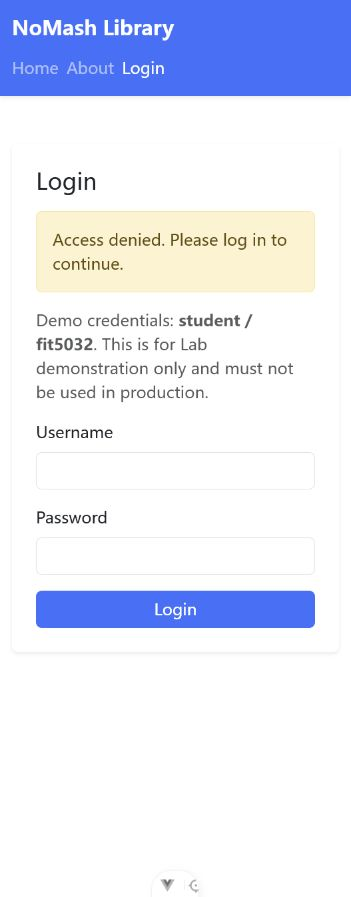 NoMash Library
Home About Login
Login
Access denied. Please log in to
continue.
Demo credentials: student /
fit5032. This is for Lab
demonstration only and must not
be used in production.
Username
Password
Login